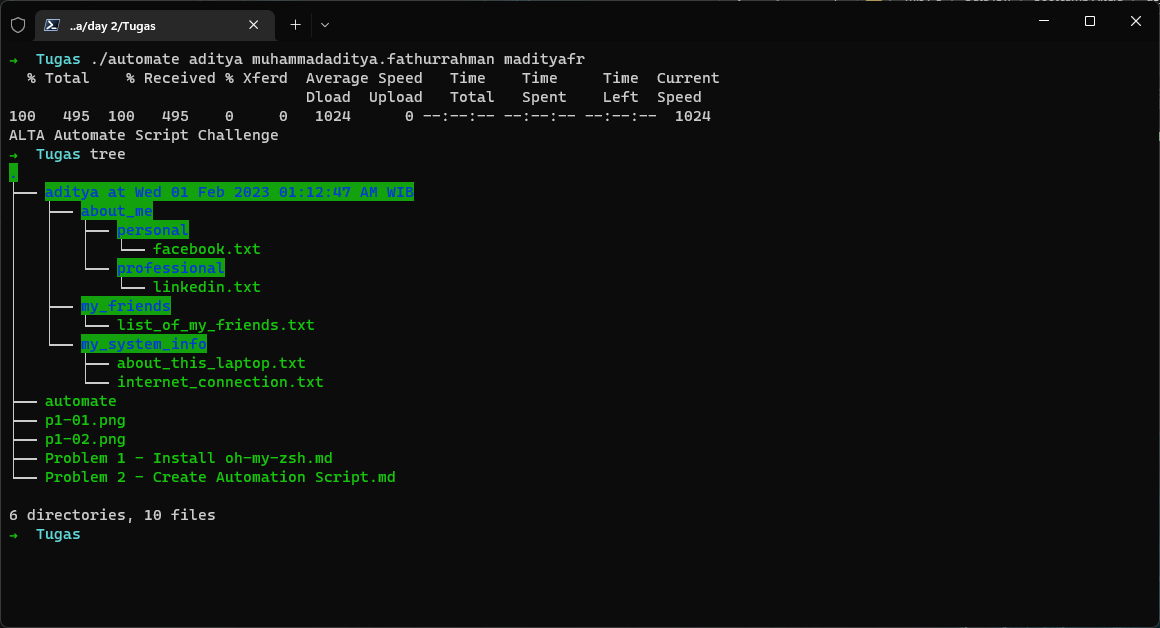 ..a/day 2/Tugas
→ Tugas ./automate aditya muhammadaditya.fathurrahman madityafr
  % Total    % Received % Xferd  Average Speed   Time    Time     Time  Current
                                 Dload  Upload   Total   Spent    Left  Speed
100   495  100   495    0     0   1024      0 --:--:-- --:--:-- --:--:--  1024
ALTA Automate Script Challenge
→ Tugas tree
.
├── aditya at Wed 01 Feb 2023 01:12:47 AM WIB
│   ├── about_me
│   │   ├── personal
│   │   │   └── facebook.txt
│   │   └── professional
│   │       └── linkedin.txt
│   ├── my_friends
│   │   └── list_of_my_friends.txt
│   └── my_system_info
│       ├── about_this_laptop.txt
│       └── internet_connection.txt
├── automate
├── p1-01.png
├── p1-02.png
├── Problem 1 - Install oh-my-zsh.md
└── Problem 2 - Create Automation Script.md
6 directories, 10 files
→ Tugas